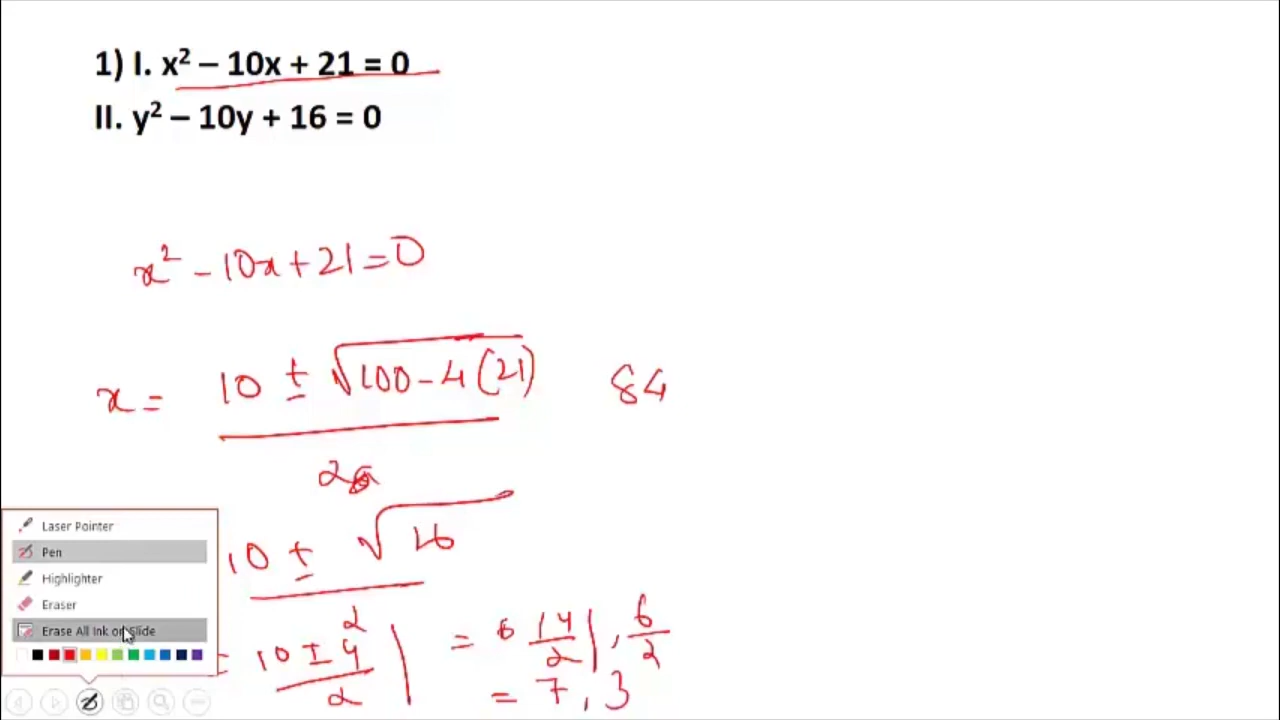 1) I. x² – 10x + 21 = 0
II. y² – 10y + 16 = 0
x² – 10x + 21 = 0
x = 10 ± √100 – 4 (21) 84
2
10 ± √16
2
= 10 ± 4 = 14 , 6
2 2 2
= 7 , 3
Laser Pointer
Pen
Highlighter
Eraser
Erase All Ink on Slide